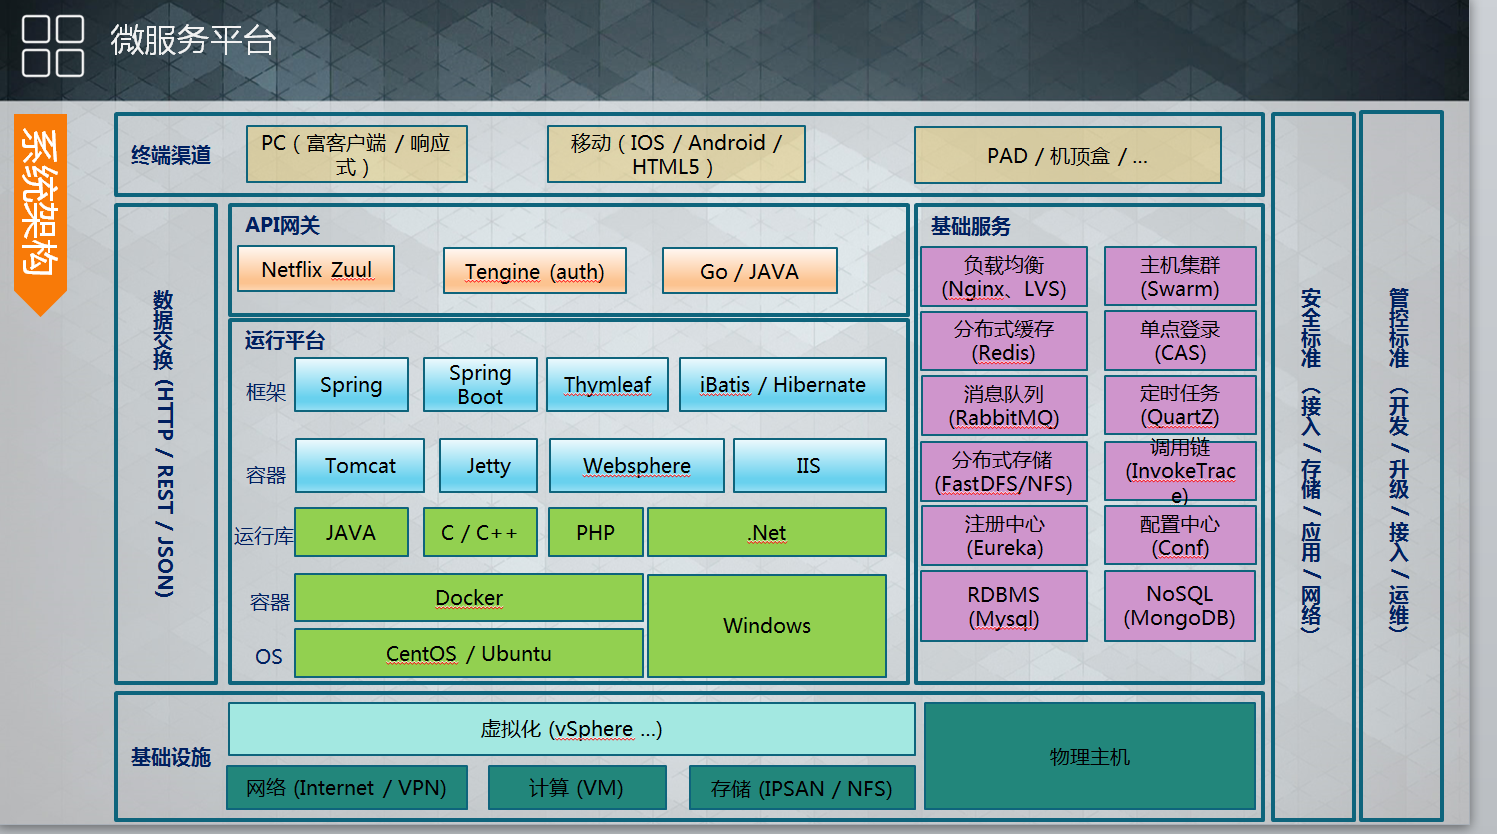 微服务平台
系统架构
终端渠道
PC（富客户端 / 响应
式）
移动（IOS / Android /
HTML5）
PAD / 机顶盒 / ...
数据交换 (HTTP / REST / JSON)
API网关
Netflix Zuul
Tengine (auth)
Go / JAVA
运行平台
框架
Spring
Spring
Boot
Thymleaf
iBatis / Hibernate
容器
Tomcat
Jetty
Websphere
IIS
运行库
JAVA
C / C++
PHP
.Net
容器
Docker
Windows
OS
CentOS / Ubuntu
基础服务
负载均衡
(Nginx、LVS)
主机集群
(Swarm)
分布式缓存
(Redis)
单点登录
(CAS)
消息队列
(RabbitMQ)
定时任务
(QuartZ)
分布式存储
(FastDFS/NFS)
调用链
(InvokeTrac
e)
注册中心
(Eureka)
配置中心
(Conf)
RDBMS
(Mysql)
NoSQL
(MongoDB)
基础设施
虚拟化 (vSphere ...)
网络 (Internet / VPN)
计算 (VM)
存储 (IPSAN / NFS)
物理主机
安全标准（接入 / 存储 / 应用 / 网络）
管控标准（开发 / 升级 / 接入 / 运维）